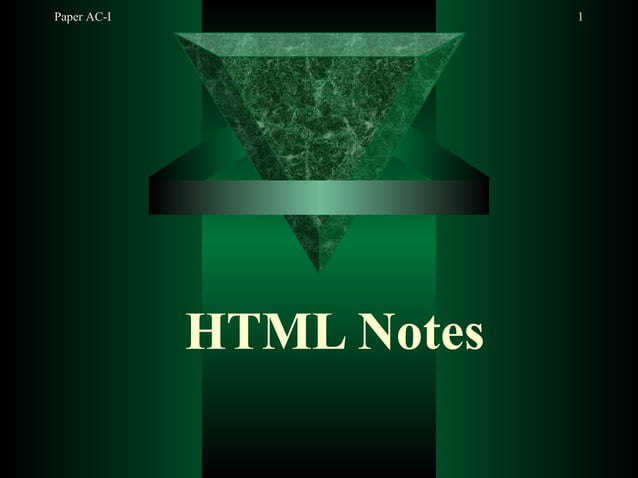 Paper AC-I
1
HTML Notes